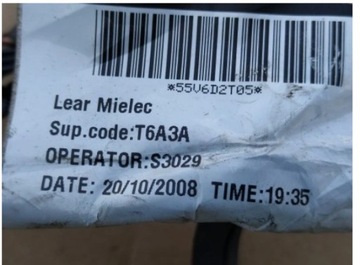 *55V6D2T05*
Lear Mielec
Sup.code:T6A3A
OPERATOR:S3029
DATE: 20/10/2008 TIME:19:35